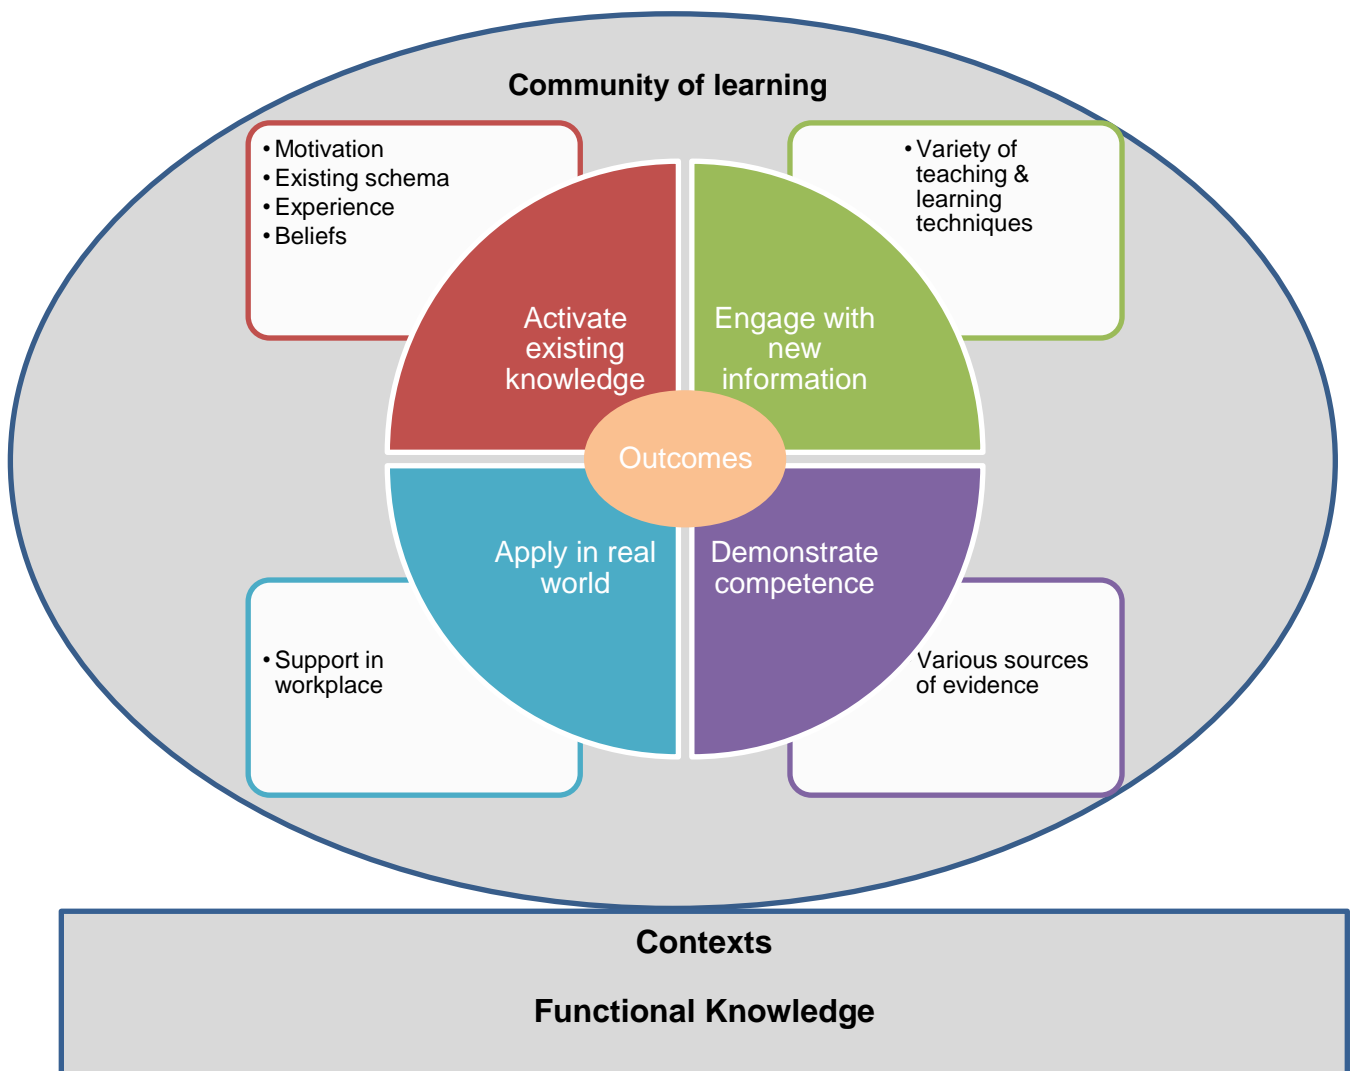 Community of learning
• Motivation
• Existing schema
• Experience
• Beliefs
• Variety of
teaching &
learning
techniques
Activate
existing
knowledge
Engage with
new
information
Outcomes
Apply in real
world
Demonstrate
competence
• Support in
workplace
Various sources
of evidence
Contexts
Functional Knowledge